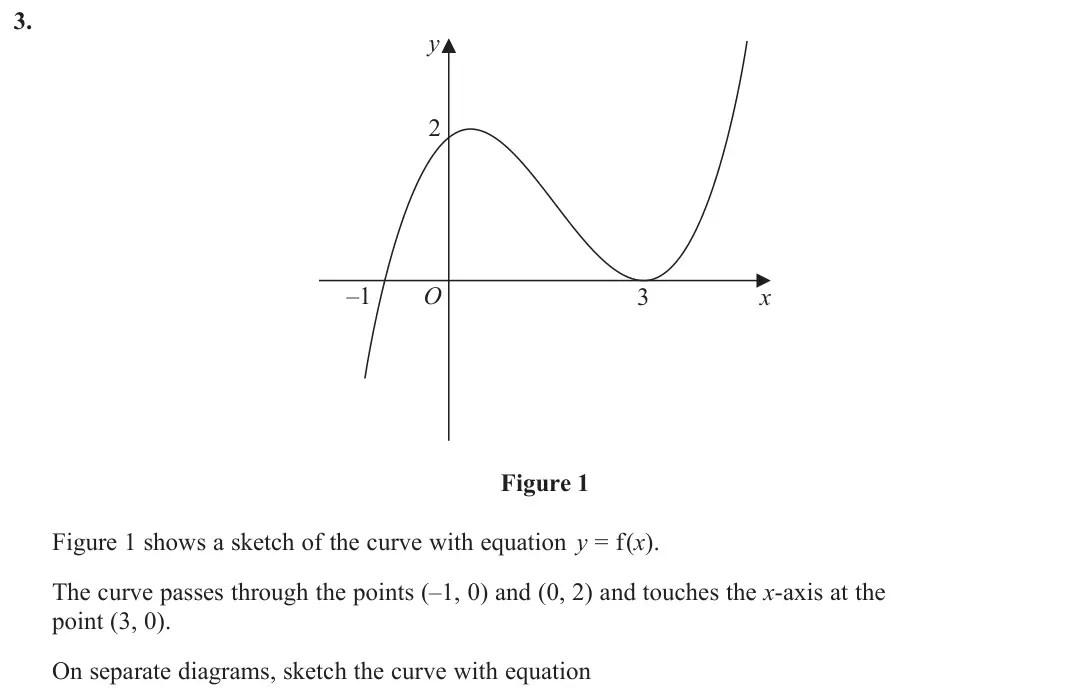 3.
y
2
–1 O 3 x
Figure 1
Figure 1 shows a sketch of the curve with equation y = f(x).
The curve passes through the points (–1, 0) and (0, 2) and touches the x-axis at the
point (3, 0).
On separate diagrams, sketch the curve with equation